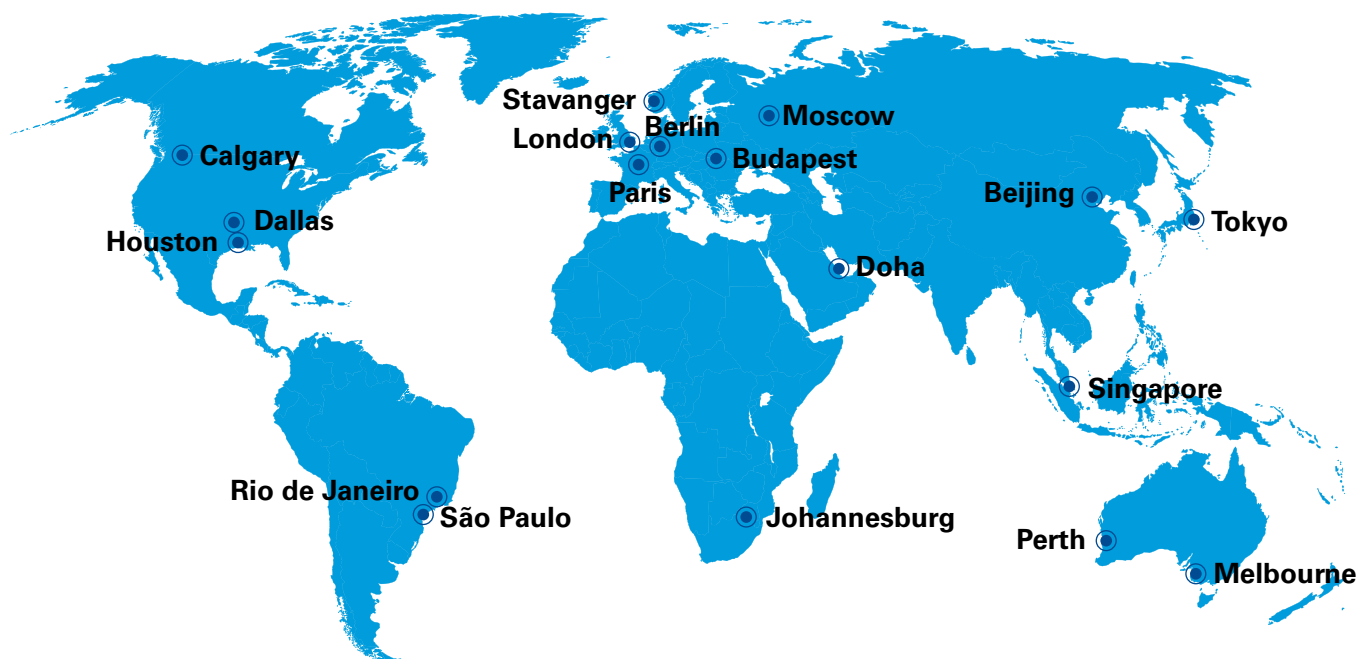 Stavanger
Berlin
Moscow
London
Calgary
Budapest
Paris
Beijing
Dallas
Tokyo
Houston
Doha
Singapore
Rio de Janeiro
São Paulo
Johannesburg
Perth
Melbourne